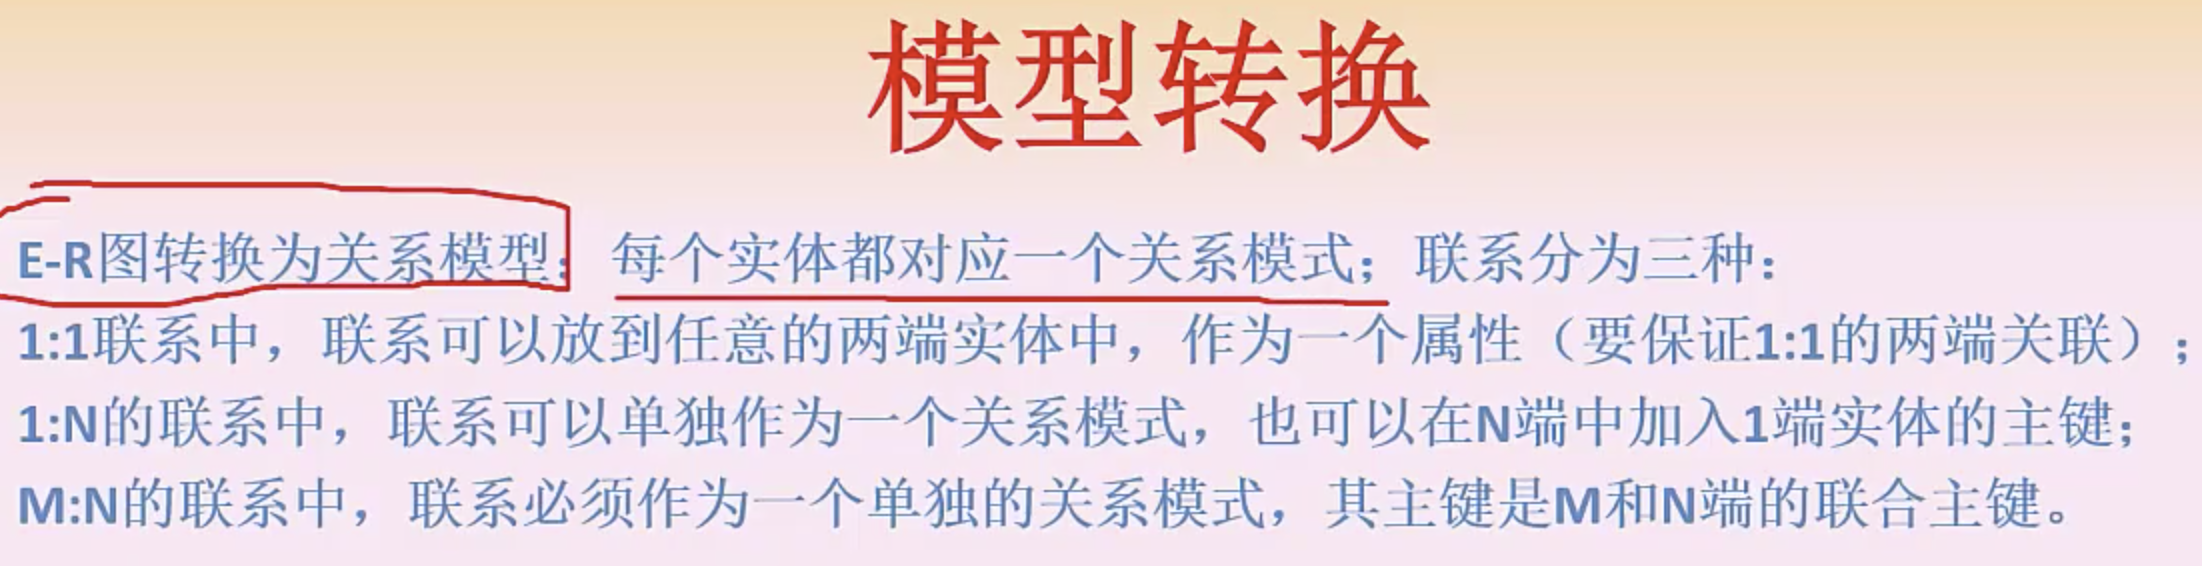 模型转换
E-R图转换为关系模型：每个实体都对应一个关系模式；联系分为三种：
1:1联系中，联系可以放到任意的两端实体中，作为一个属性（要保证1:1的两端关联）；
1:N的联系中，联系可以单独作为一个关系模式，也可以在N端中加入1端实体的主键；
M:N的联系中，联系必须作为一个单独的关系模式，其主键是M和N端的联合主键。